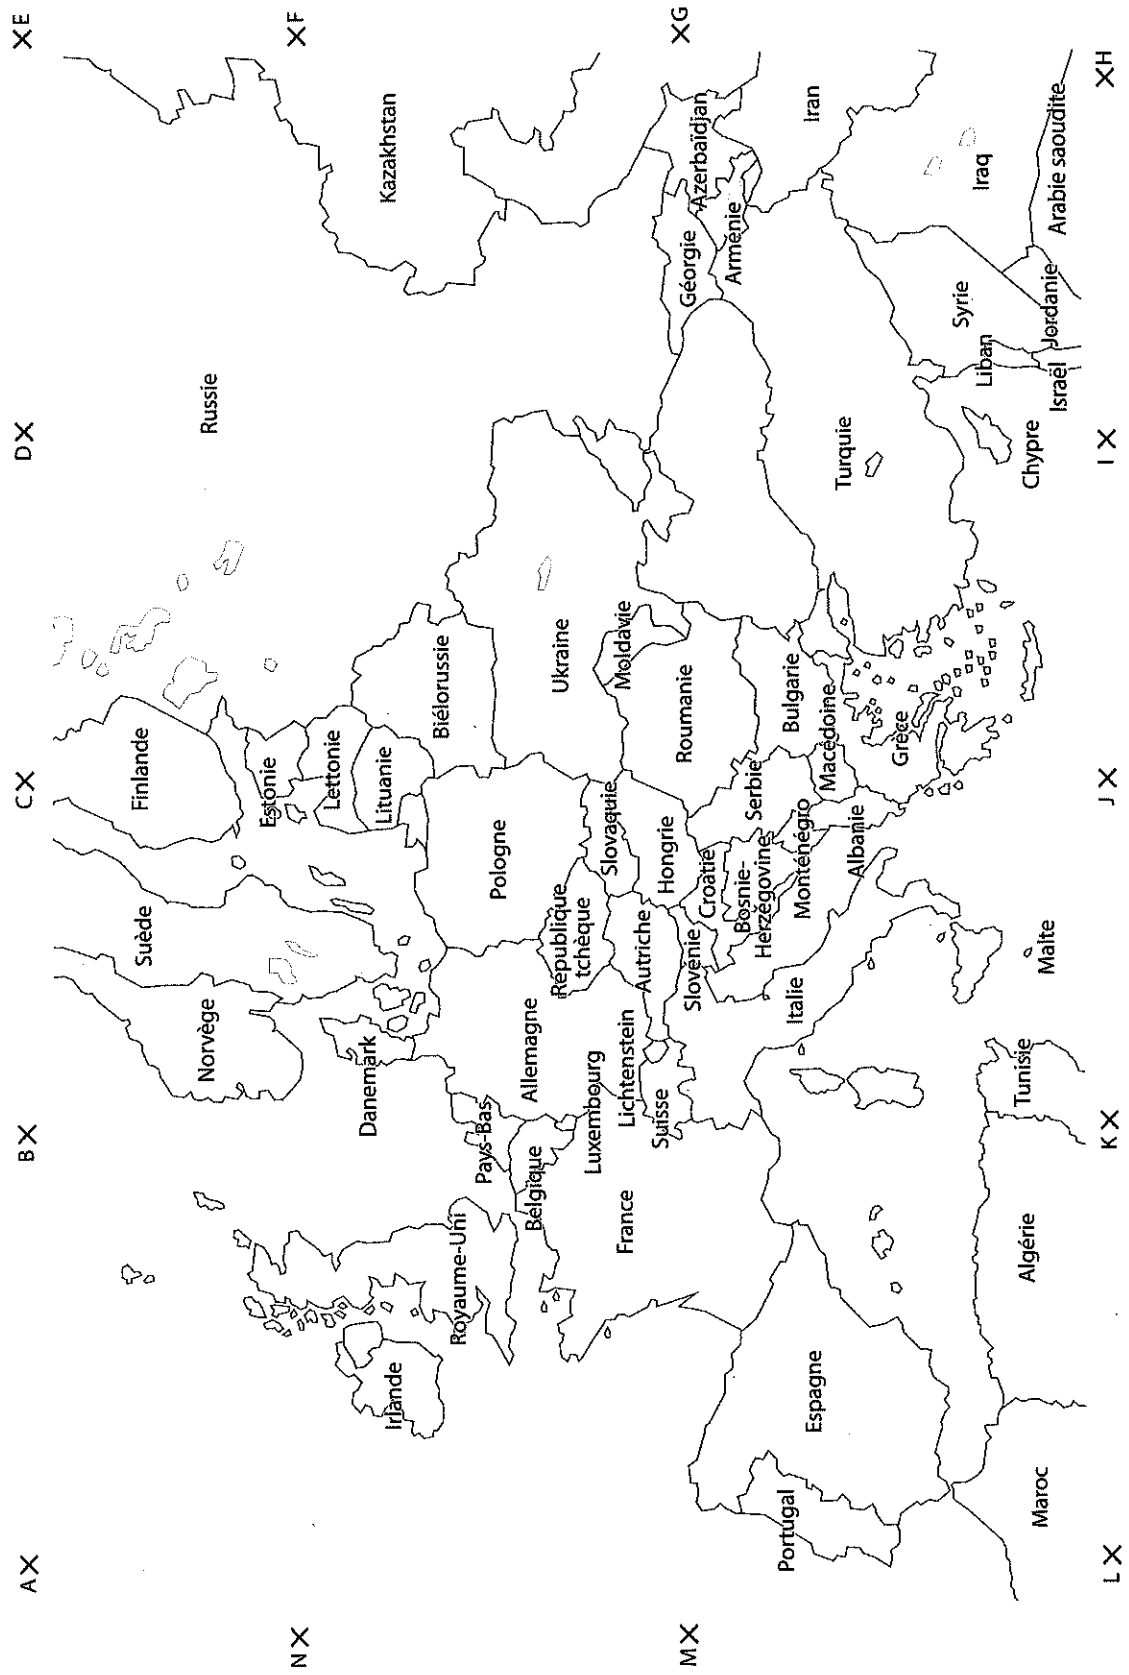 A✕ B✕ C✕ D✕ ✕E
Finlande
Suède
Norvège
Russie
Estonie
N✕
✕F
Lettonie
Danemark
Lituanie
Irlande
Kazakhstan
Biélorussie
Royaume-Uni
Pays-Bas
Pologne
Allemagne
Belgique
République
tchèque
Ukraine
Luxembourg
Slovaquie
France
Lichtenstein
Moldavie
Autriche
Suisse
Hongrie
Roumanie
M✕
✕G
Slovénie
Géorgie
Azerbaïdjan
Croatie
Arménie
Bosnie-
Herzégovine
Serbie
Portugal
Bulgarie
Italie
Monténégro
Iran
Espagne
Macédoine
Turquie
Albanie
Grèce
Syrie
Iraq
Liban
Algérie
Tunisie
Chypre
Maroc
Malte
Jordanie
Israël
Arabie saoudite
L✕ K✕ J✕ I✕ ✕H